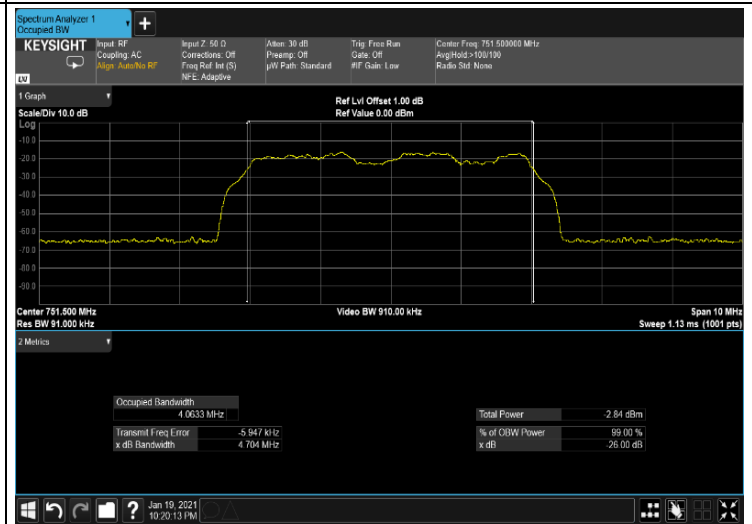 Spectrum Analyzer 1
Occupied BW
+
KEYSIGHT
Input: RF
Coupling: AC
Align: Auto/No RF
Input Z: 50 Ω
Corrections: Off
Freq Ref: Int (S)
NFE: Adaptive
Atten: 30 dB
Preamp: Off
µW Path: Standard
Trig: Free Run
Gate: Off
#IF Gain: Low
Center Freq: 751.500000 MHz
Avg|Hold:>100/100
Radio Std: None
1 Graph
Scale/Div 10.0 dB
Ref Lvl Offset 1.00 dB
Ref Value 0.00 dBm
Log
-10.0
-20.0
-30.0
-40.0
-50.0
-60.0
-70.0
-80.0
-90.0
Center 751.500 MHz
Video BW 910.00 kHz
Span 10 MHz
Res BW 91.000 kHz
Sweep 1.13 ms (1001 pts)
2 Metrics
Occupied Bandwidth
4.0633 MHz
Total Power -2.84 dBm
Transmit Freq Error -5.947 kHz
% of OBW Power 99.00 %
x dB Bandwidth 4.704 MHz
x dB -26.00 dB
?
Jan 19, 2021
10:20:13 PM